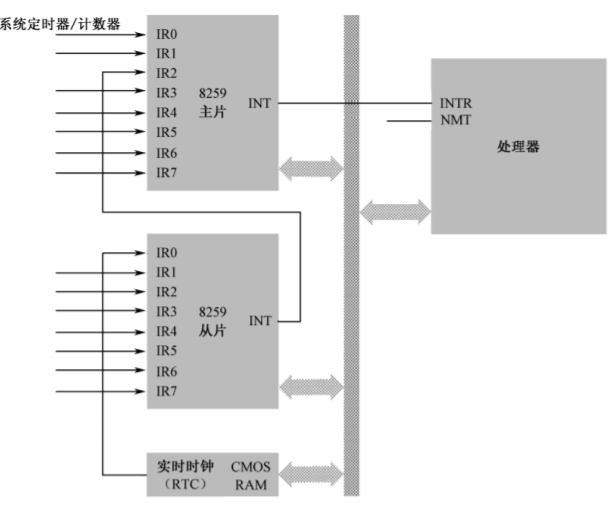 系统定时器/计数器
IR0
IR1
IR2
IR3
IR4
IR5
IR6
IR7
8259
主片
INT
INTR
NMT
处理器
IR0
IR1
IR2
IR3
IR4
IR5
IR6
IR7
8259
从片
INT
实时时钟 CMOS
（RTC） RAM